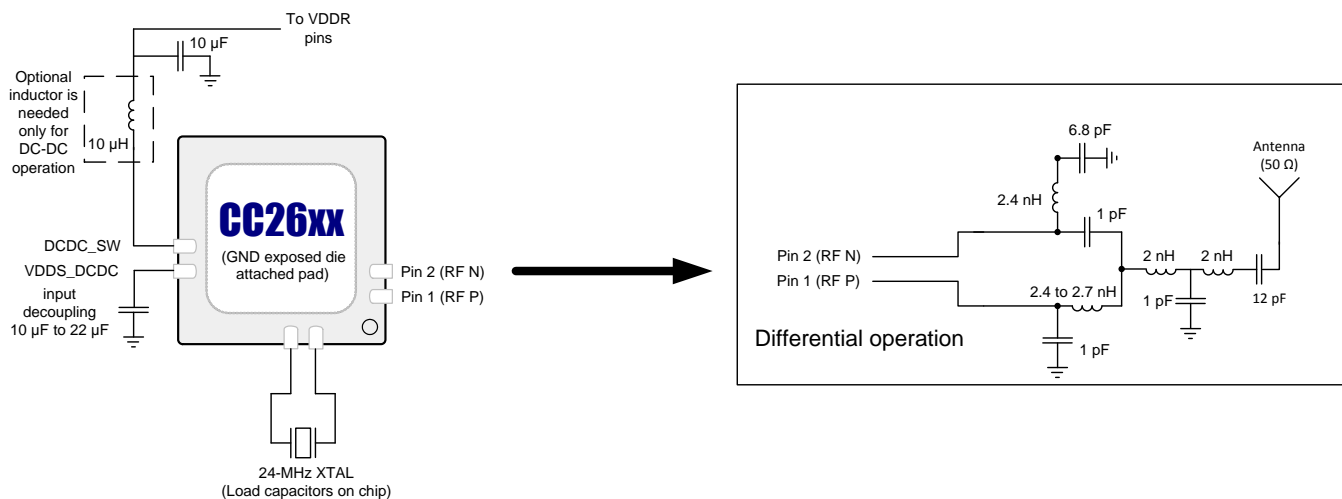 To VDDR
pins
10 µF
Optional
inductor is
needed
only for
DC-DC
operation
10 µH
CC26xx
(GND exposed die
attached pad)
DCDC_SW
VDDS_DCDC
input
decoupling
10 µF to 22 µF
Pin 2 (RF N)
Pin 1 (RF P)
24-MHz XTAL
(Load capacitors on chip)
6.8 pF
Antenna
(50 Ω)
2.4 nH
1 pF
Pin 2 (RF N)
Pin 1 (RF P)
2 nH
2 nH
2.4 to 2.7 nH
1 pF
12 pF
Differential operation
1 pF